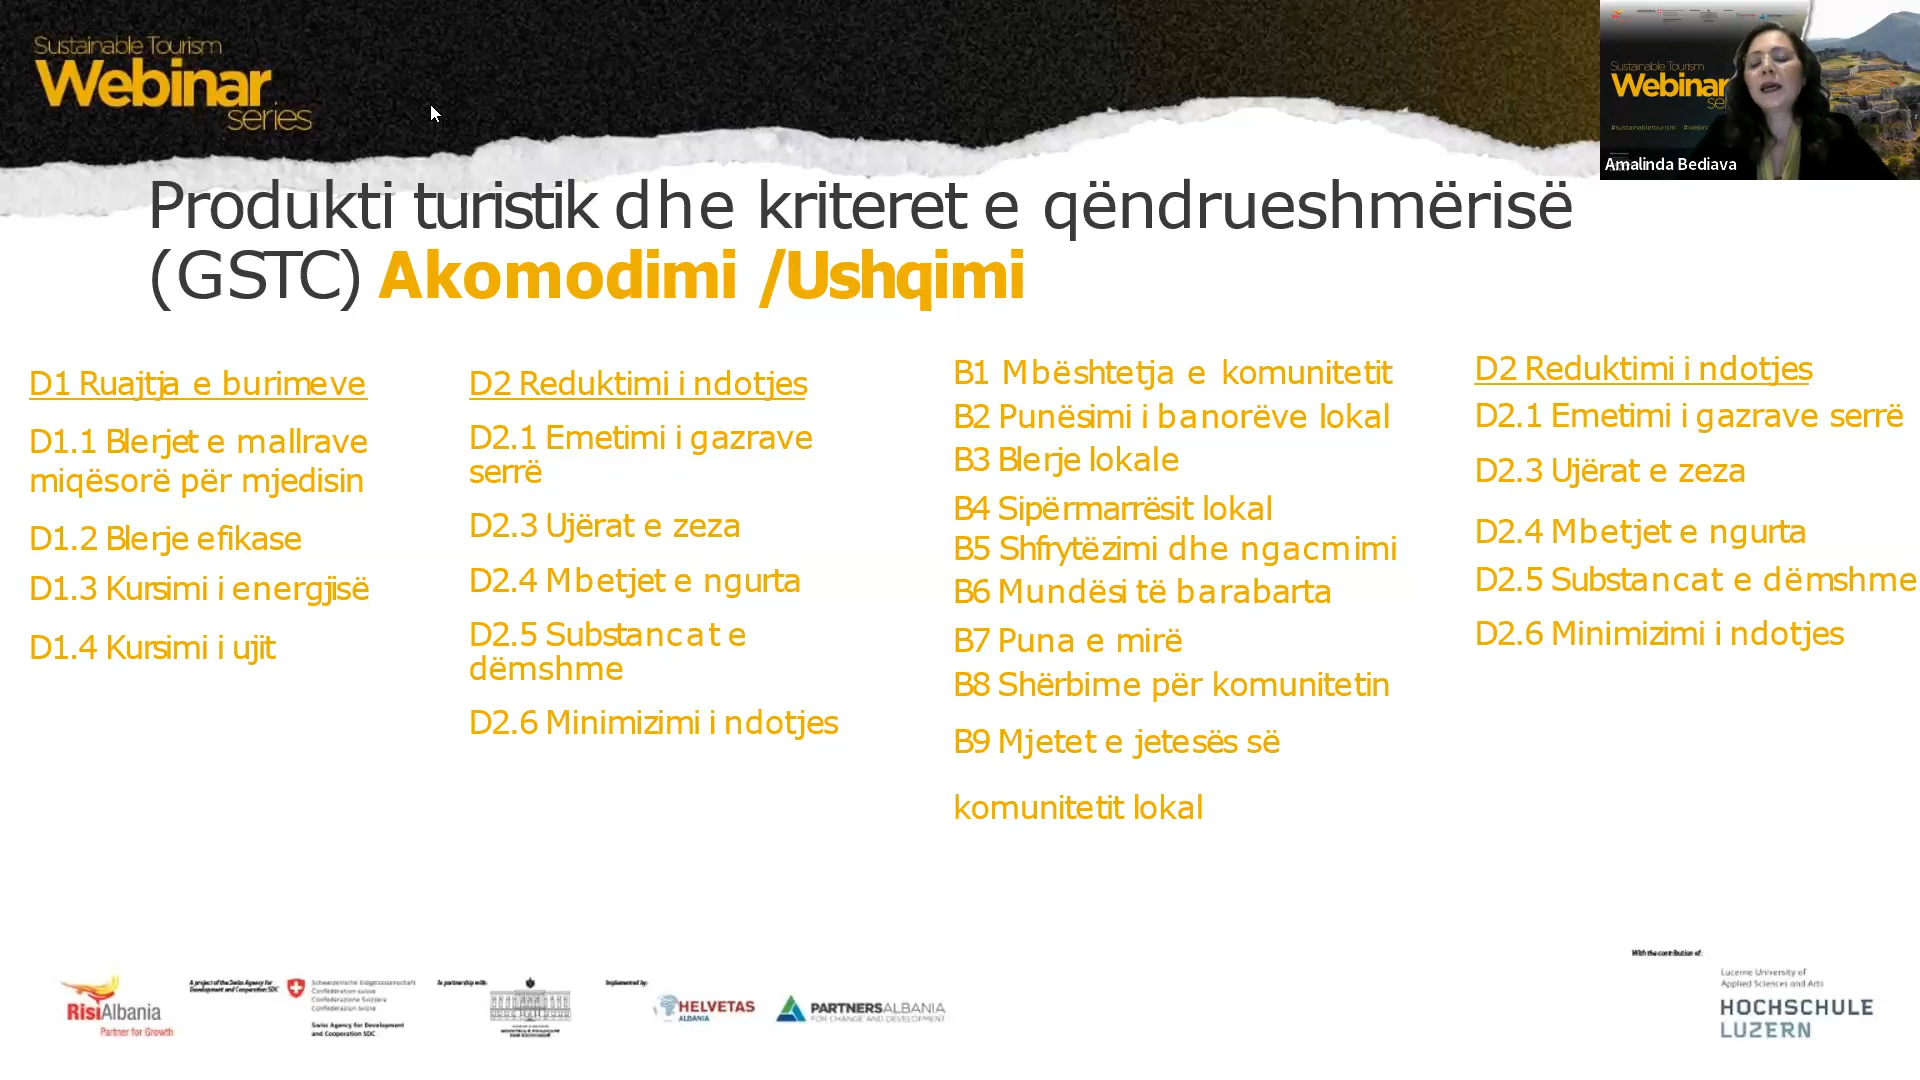 Sustainable Tourism
Webinar
series
Sustainable Tourism
Webinar
#sustainabletourism
Amalinda Bediava
Produkti turistik dhe kriteret e qëndrueshmërisë
(GSTC) Akomodimi /Ushqimi
D1 Ruajtja e burimeve
D1.1 Blerjet e mallrave
miqësorë për mjedisin
D1.2 Blerje efikase
D1.3 Kursimi i energjisë
D1.4 Kursimi i ujit
D2 Reduktimi i ndotjes
D2.1 Emetimi i gazrave
serrë
D2.3 Ujërat e zeza
D2.4 Mbetjet e ngurta
D2.5 Substancat e
dëmshme
D2.6 Minimizimi i ndotjes
B1 Mbështetja e komunitetit
B2 Punësimi i banorëve lokal
B3 Blerje lokale
B4 Sipërmarrësit lokal
B5 Shfrytëzimi dhe ngacmimi
B6 Mundësi të barabarta
B7 Puna e mirë
B8 Shërbime për komunitetin
B9 Mjetet e jetesës së
komunitetit lokal
D2 Reduktimi i ndotjes
D2.1 Emetimi i gazrave serrë
D2.3 Ujërat e zeza
D2.4 Mbetjet e ngurta
D2.5 Substancat e dëmshme
D2.6 Minimizimi i ndotjes
RisiAlbania
Partner for Growth
A project of the Swiss Agency for
Development and Cooperation SDC
Schweizerische Eidgenossenschaft
Confédération suisse
Confederazione Svizzera
Confederaziun svizra
Swiss Agency for Development
and Cooperation SDC
In partnership with:
Implemented by:
HELVETAS
ALBANIA
PARTNERSALBANIA
FOR CHANGE AND DEVELOPMENT
With the contribution of:
Lucerne University of
Applied Sciences and Arts
HOCHSCHULE
LUZERN